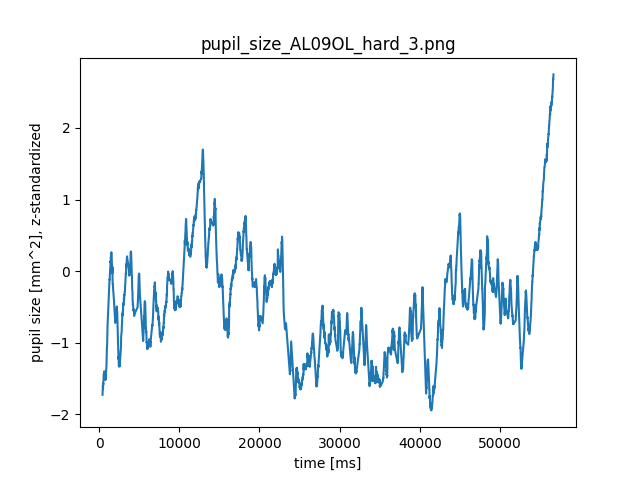 pupil_size_AL09OL_hard_3.png
pupil size [mm^2], z-standardized
2
1
0
−1
−2
0 10000 20000 30000 40000 50000
time [ms]